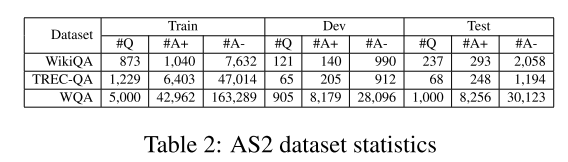 Dataset Train Dev Test
#Q #A+ #A- #Q #A+ #A- #Q #A+ #A-
WikiQA 873 1,040 7,632 121 140 990 237 293 2,058
TREC-QA 1,229 6,403 47,014 65 205 912 68 248 1,194
WQA 5,000 42,962 163,289 905 8,179 28,096 1,000 8,256 30,123
Table 2: AS2 dataset statistics